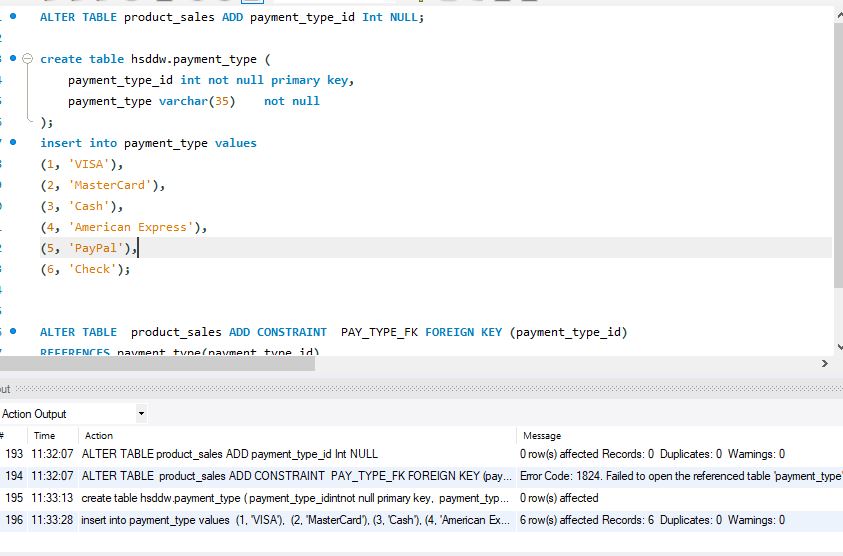 ALTER TABLE product_sales ADD payment_type_id Int NULL;
create table hsddw.payment_type (
payment_type_id int not null primary key,
payment_type varchar(35) not null
);
insert into payment_type values
(1, 'VISA'),
(2, 'MasterCard'),
(3, 'Cash'),
(4, 'American Express'),
(5, 'PayPal'),
(6, 'Check');
ALTER TABLE product_sales ADD CONSTRAINT PAY_TYPE_FK FOREIGN KEY (payment_type_id)
REFERENCES payment_type(payment_type_id)
Action Output
# Time Action Message
193 11:32:07 ALTER TABLE product_sales ADD payment_type_id Int NULL 0 row(s) affected Records: 0 Duplicates: 0 Warnings: 0
194 11:32:07 ALTER TABLE product_sales ADD CONSTRAINT PAY_TYPE_FK FOREIGN KEY (pay... Error Code: 1824. Failed to open the referenced table 'payment_type'
195 11:33:13 create table hsddw.payment_type ( payment_type_idintnot null primary key, payment_typ... 0 row(s) affected
196 11:33:28 insert into payment_type values (1, 'VISA'), (2, 'MasterCard'), (3, 'Cash'), (4, 'American Ex... 6 row(s) affected Records: 6 Duplicates: 0 Warnings: 0